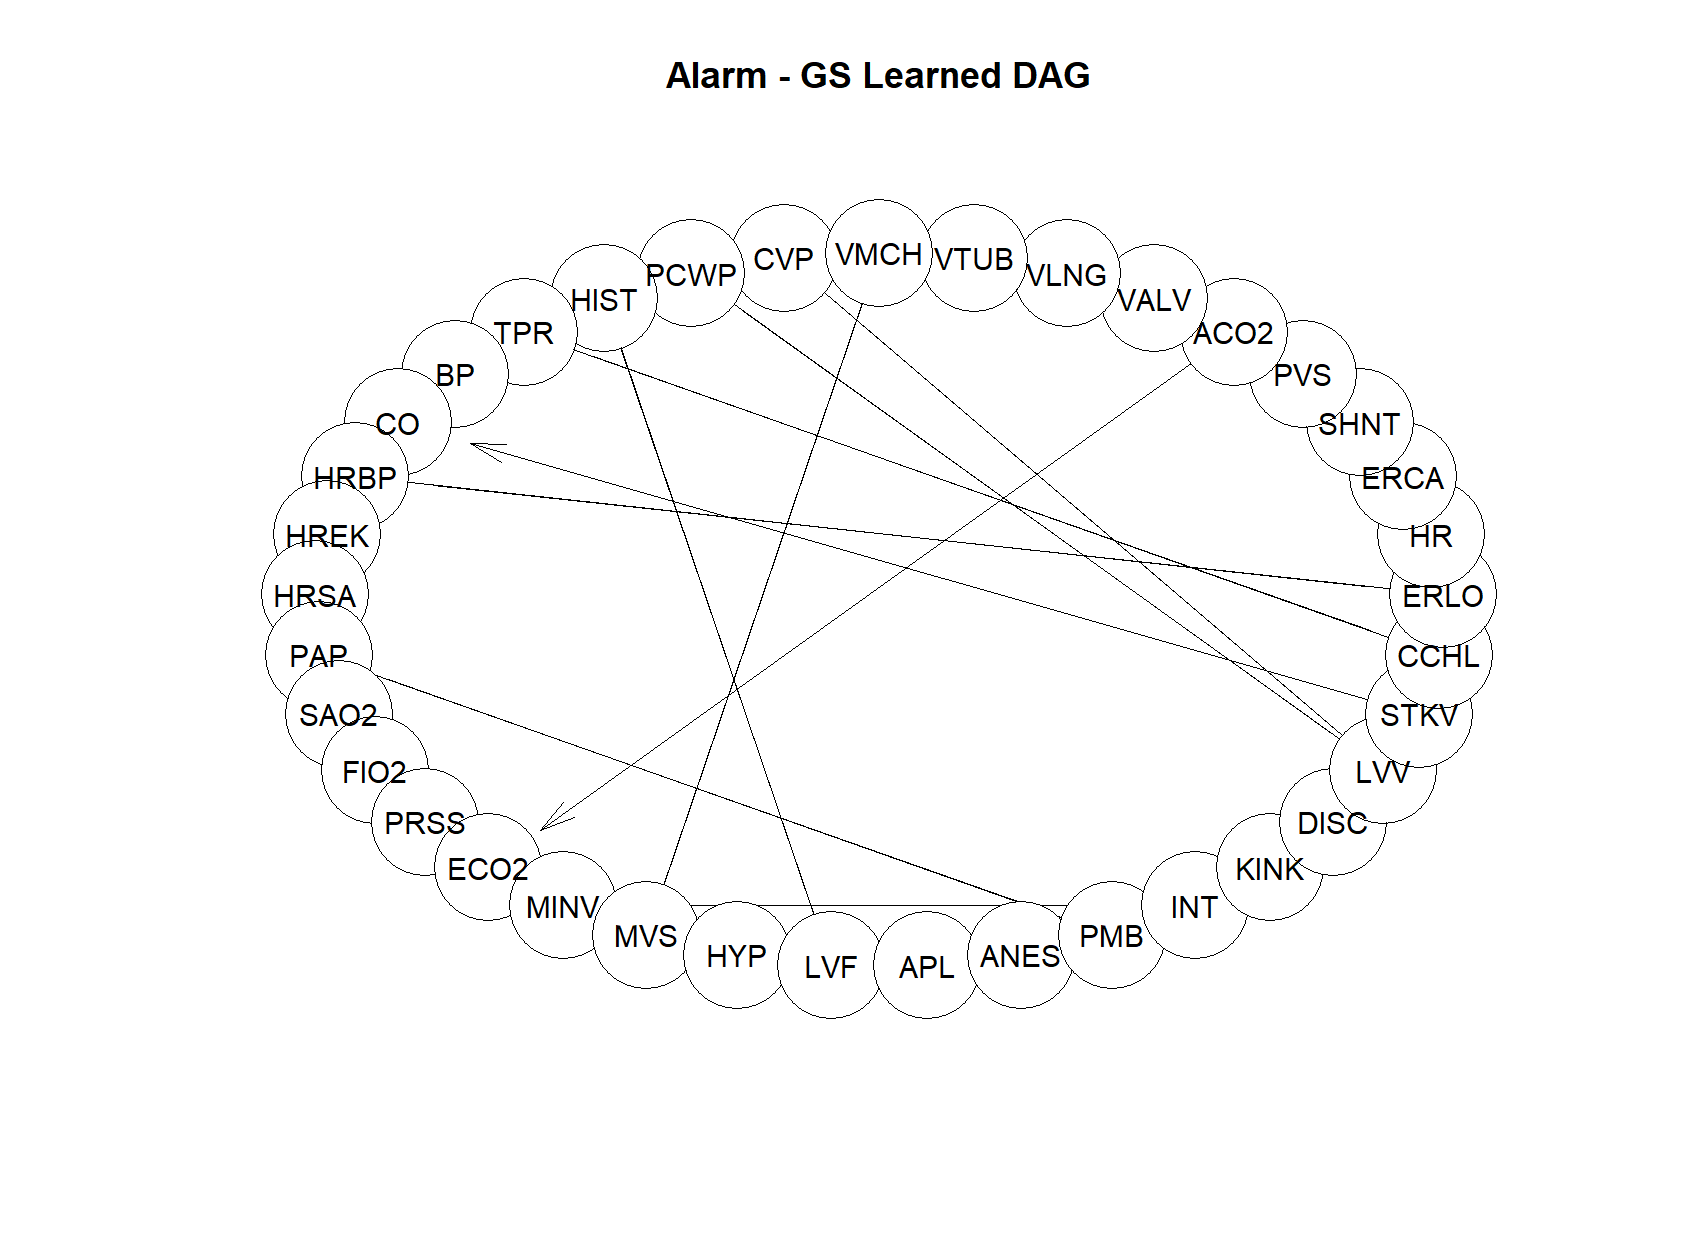 Alarm - GS Learned DAG
VMCH
CVP
VTUB
PCWP
VLNG
HIST
VALV
TPR
ACO2
BP
PVS
CO
SHNT
HRBP
ERCA
HREK
HR
HRSA
ERLO
PAP
CCHL
SAO2
STKV
FIO2
LVV
PRSS
DISC
ECO2
KINK
MINV
INT
MVS
PMB
HYP
ANES
LVF
APL